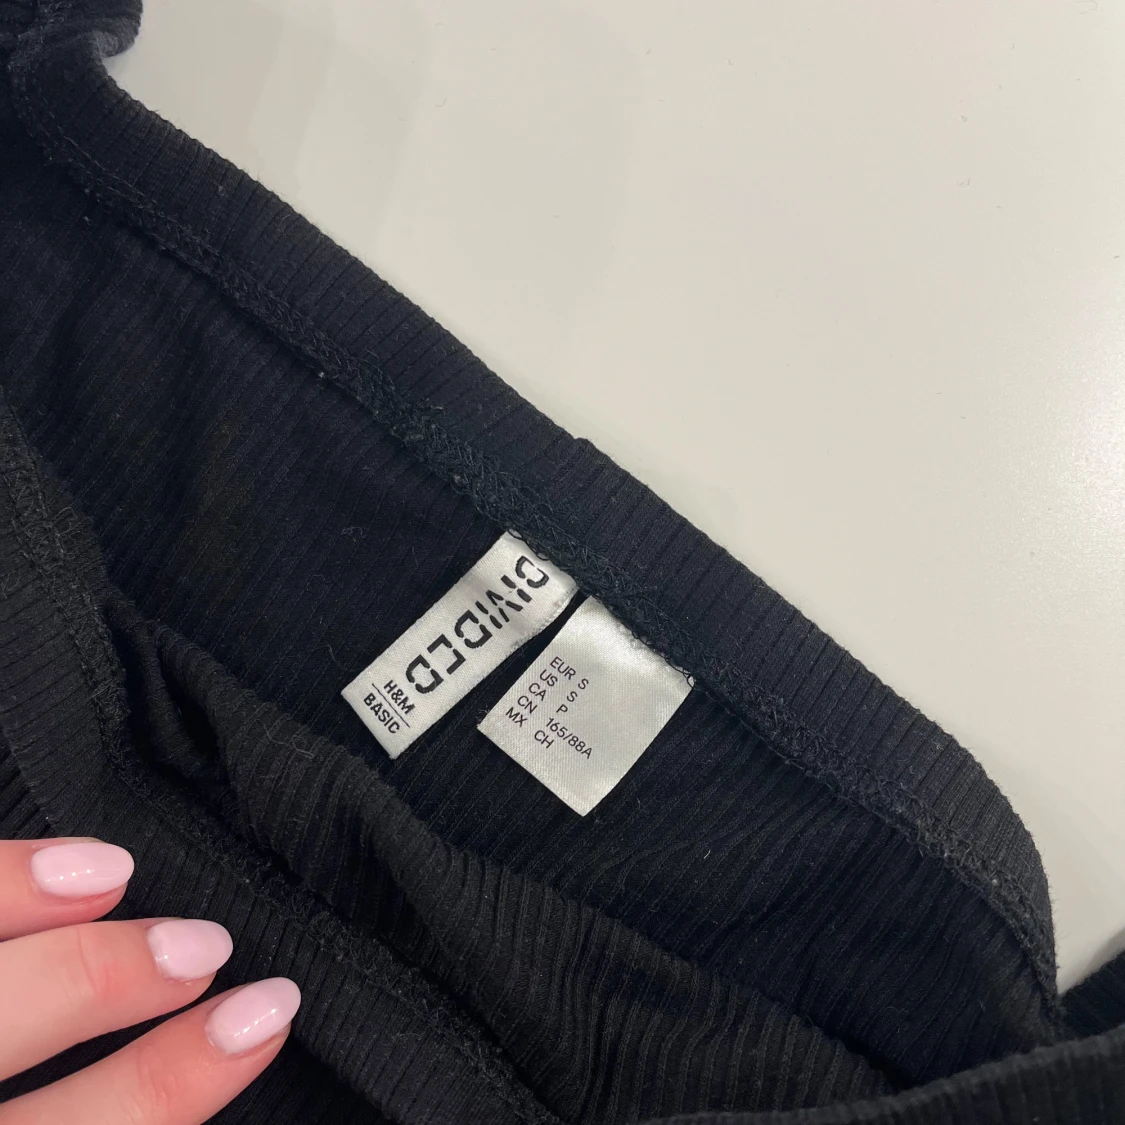 DIVIDED
H&M
BASIC
EUR S
US S
CA P
CN 165/88A
MX CH